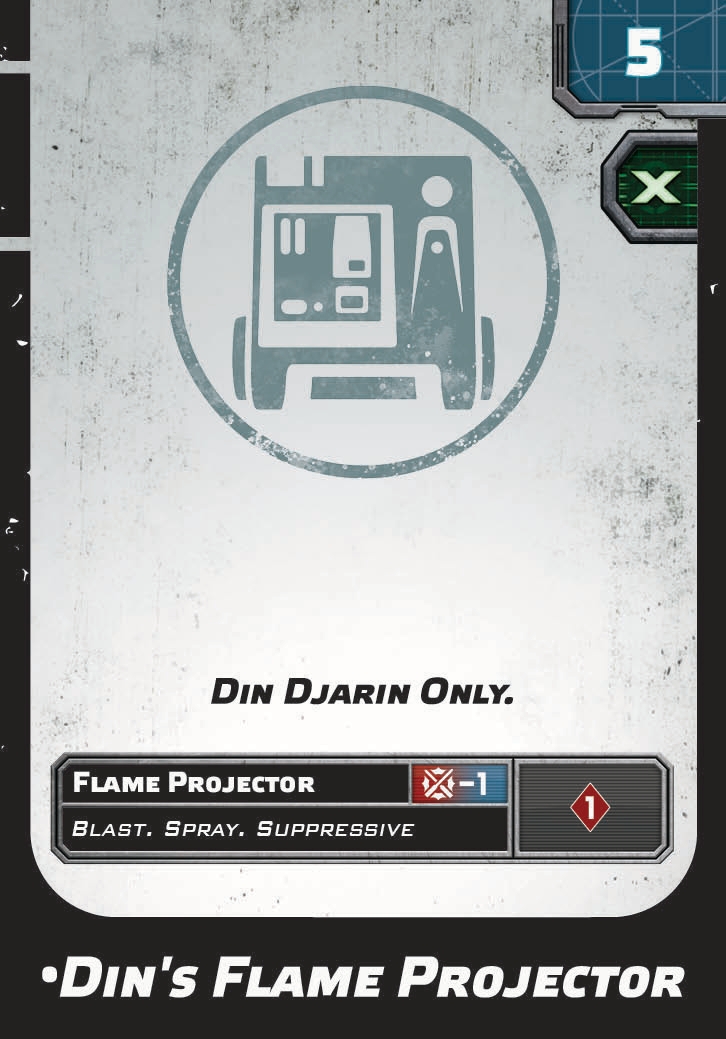 5
X
Din Djarin Only.
Flame Projector -1
1
Blast. Spray. Suppressive
•Din's Flame Projector